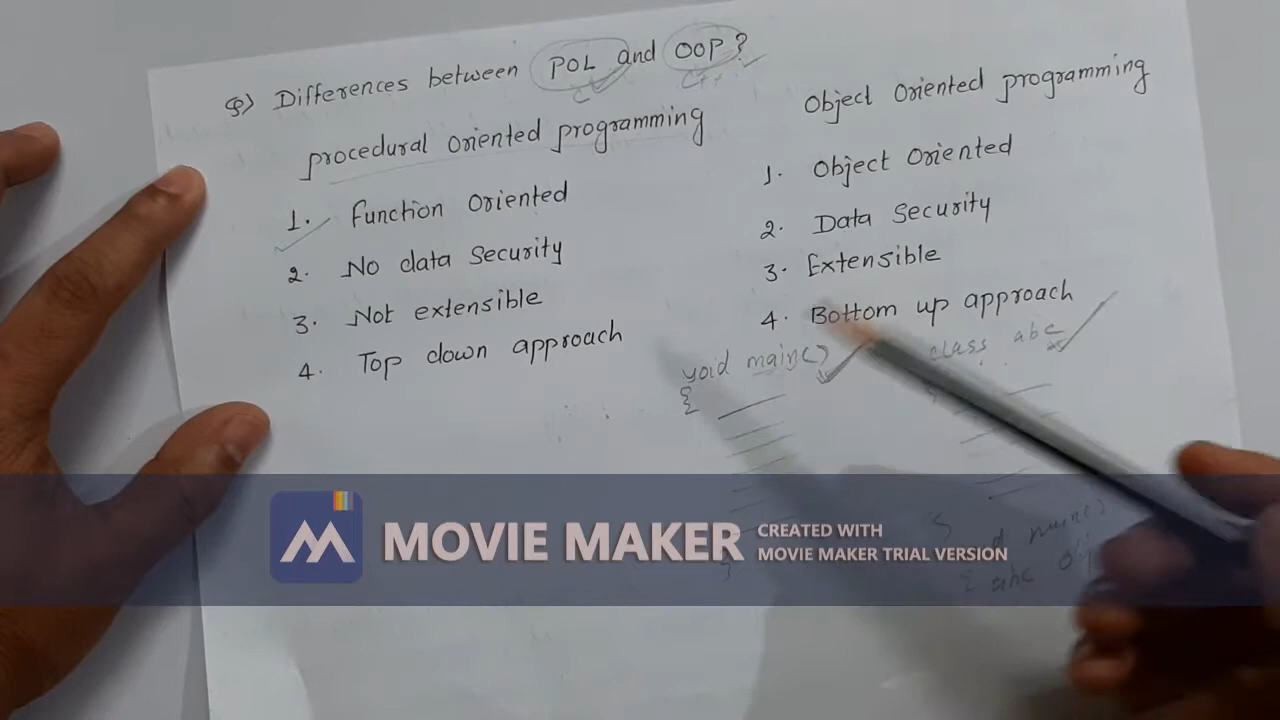 Q) Differences between POL and OOP?
C
C++
procedural oriented programming
1. Function Oriented
2. No data Security
3. Not extensible
4. Top down approach
Object Oriented programming
1. Object Oriented
2. Data Security
3. Extensible
4. Bottom up approach
void main()
{
}
class abc
{
}
main()
{ abc
MOVIE MAKER
CREATED WITH
MOVIE MAKER TRIAL VERSION